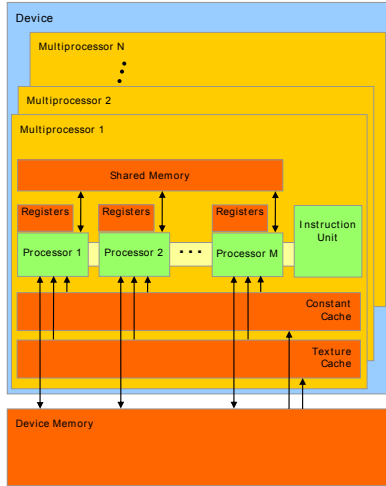 Device
Multiprocessor N
Multiprocessor 2
Multiprocessor 1
Shared Memory
Registers
Registers
Registers
Instruction
Unit
Processor 1
Processor 2
Processor M
Constant
Cache
Texture
Cache
Device Memory